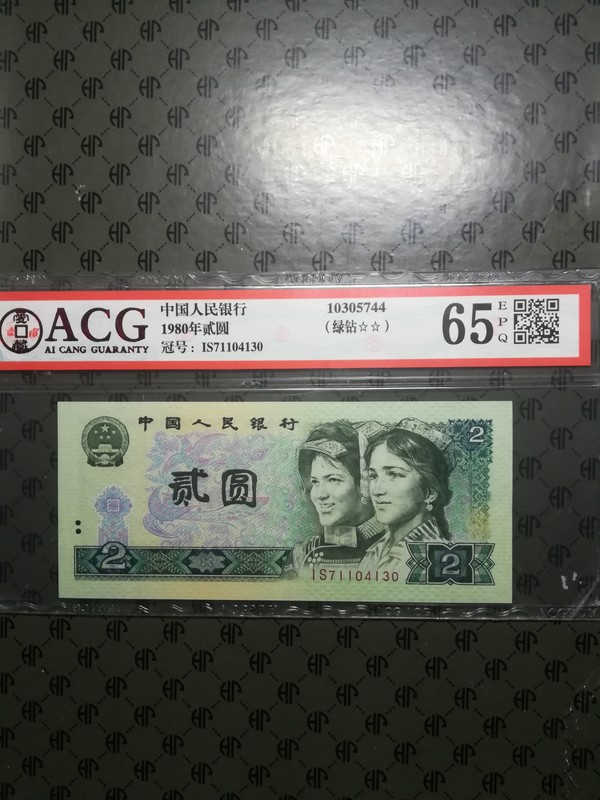 ACG
AI CANG GUARANTY
中国人民银行
1980年贰圆
冠号：IS71104130
10305744
（绿钻☆☆）
65
EPQ
中国人民银行
贰圆
2
2
2
IS71104130